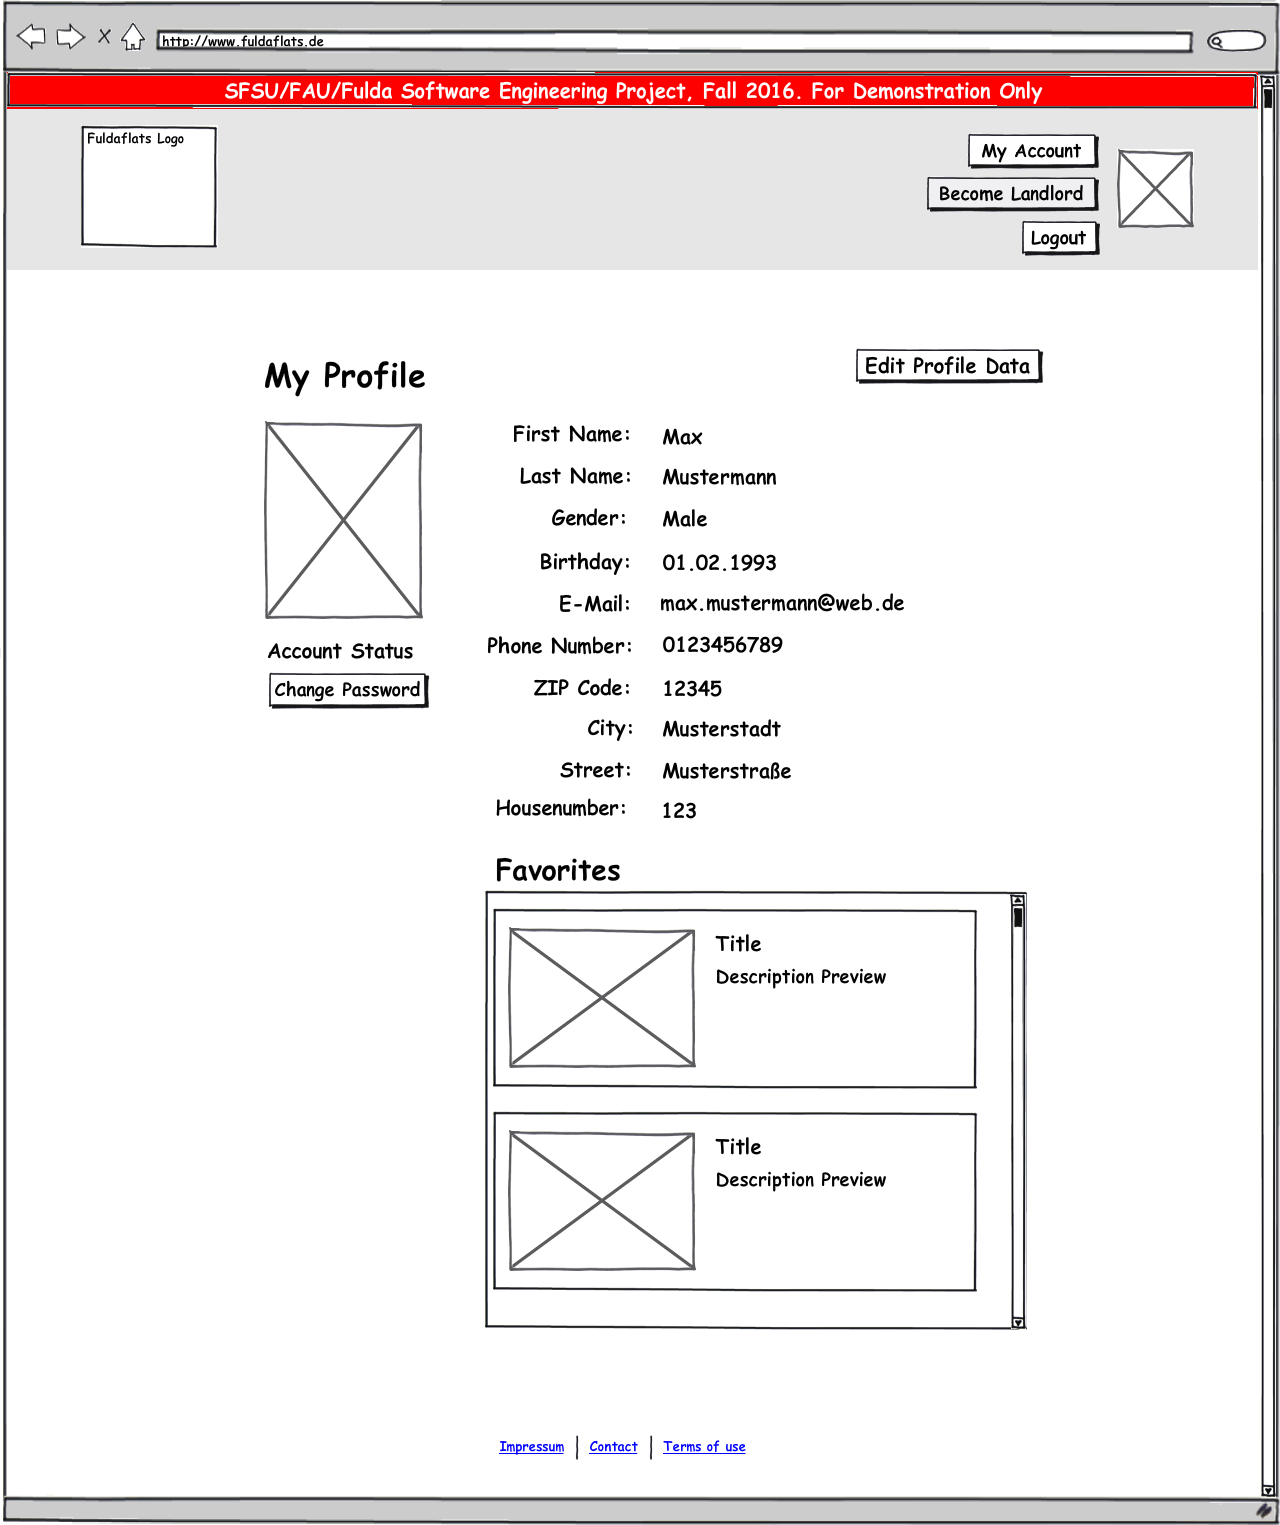 http://www.fuldaflats.de
SFSU/FAU/Fulda Software Engineering Project, Fall 2016. For Demonstration Only
Fuldaflats Logo
My Account
Become Landlord
Logout
My Profile
Edit Profile Data
First Name: Max
Last Name: Mustermann
Gender: Male
Birthday: 01.02.1993
E-Mail: max.mustermann@web.de
Phone Number: 0123456789
Account Status
Change Password
ZIP Code: 12345
City: Musterstadt
Street: Musterstraße
Housenumber: 123
Favorites
Title
Description Preview
Title
Description Preview
Impressum | Contact | Terms of use